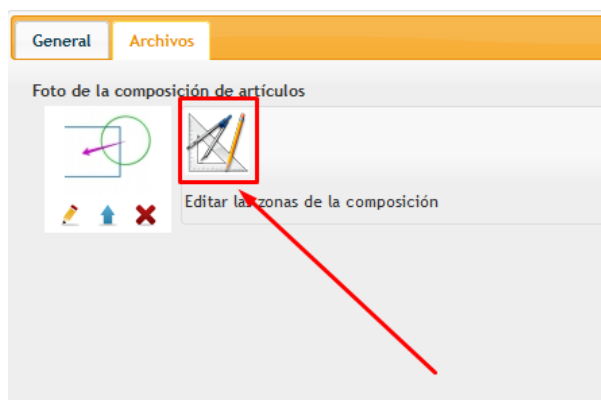 General
Archivos
Foto de la composición de artículos
Editar las zonas de la composición